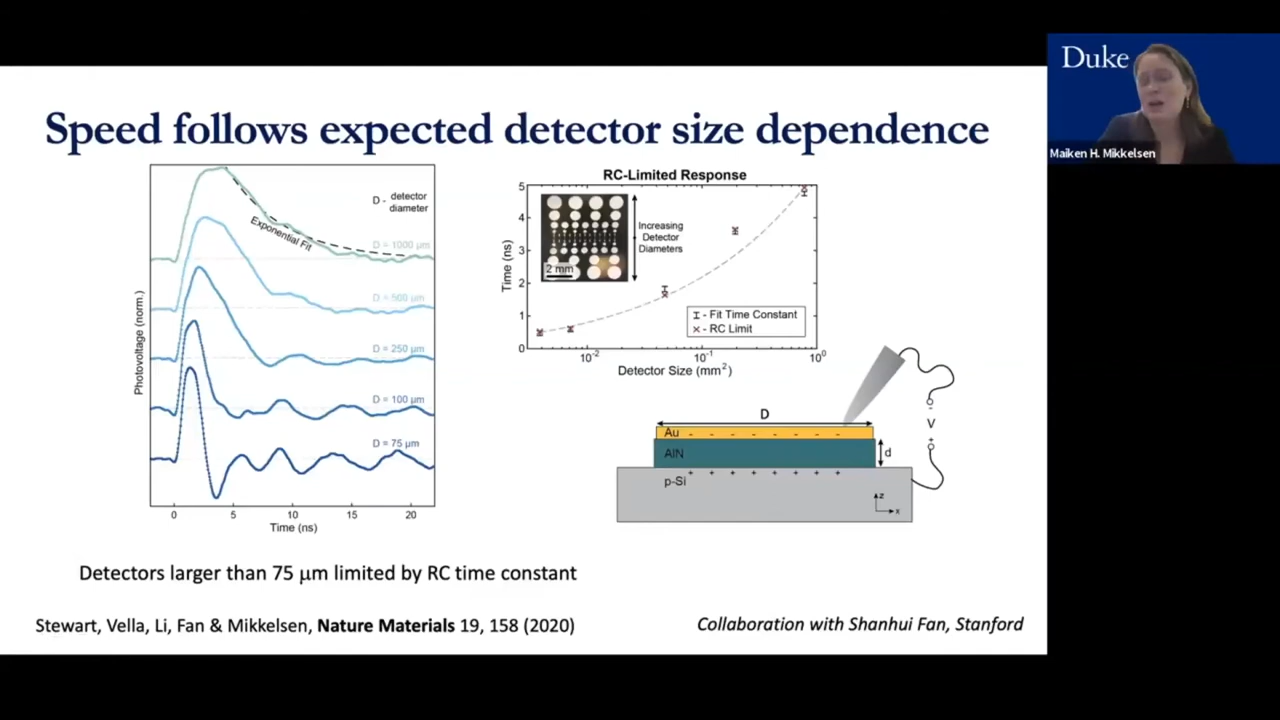 Duke
Maiken H. Mikkelsen
Speed follows expected detector size dependence
Photovoltage (norm.)
D - detector
diameter
Exponential Fit
D = 1000 µm
D = 500 µm
D = 250 µm
D = 100 µm
D = 75 µm
0 5 10 15 20
Time (ns)
RC-Limited Response
Time (ns)
5
4
3
2
1
0
Increasing
Detector
Diameters
2 mm
- Fit Time Constant
× - RC Limit
10⁻² 10⁻¹ 10⁰
Detector Size (mm²)
D
Au - - - - - - - -
AlN
d
+ + + + + + + +
p-Si
z
x
-
V
+
Detectors larger than 75 µm limited by RC time constant
Stewart, Vella, Li, Fan & Mikkelsen, Nature Materials 19, 158 (2020)
Collaboration with Shanhui Fan, Stanford